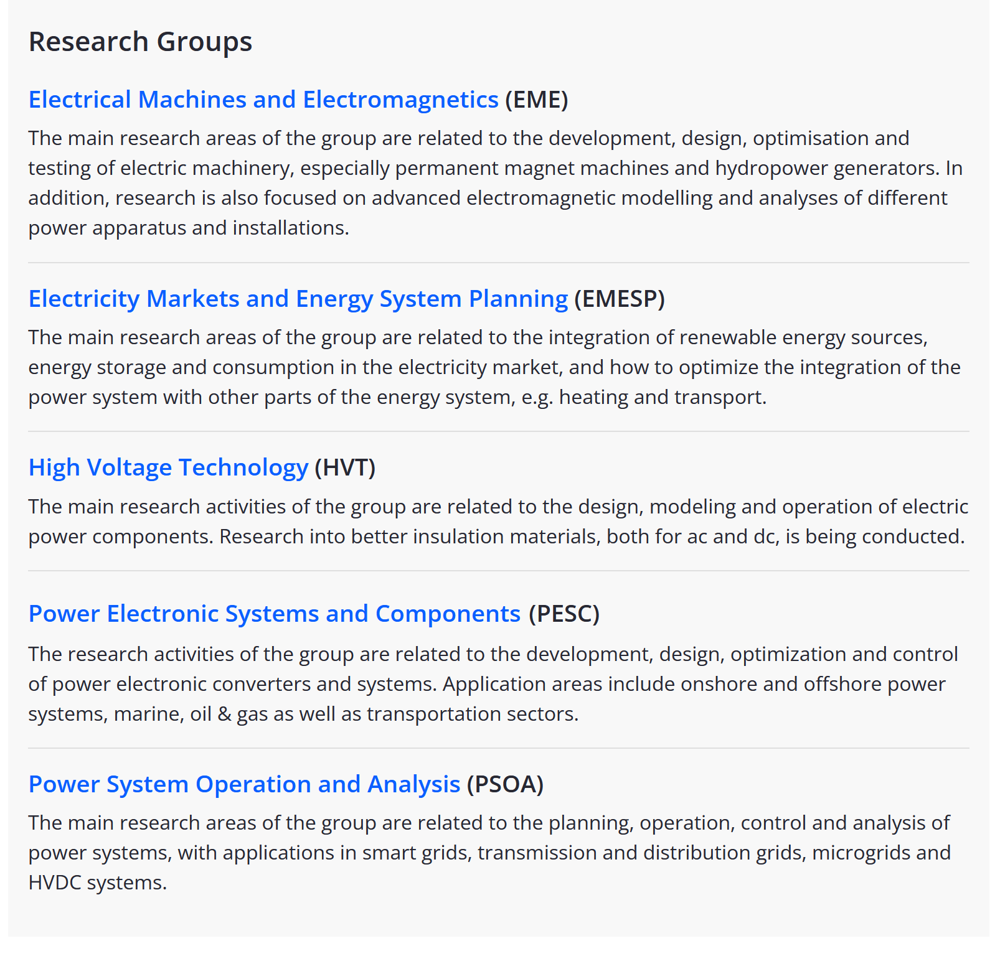 Research Groups
Electrical Machines and Electromagnetics (EME)
The main research areas of the group are related to the development, design, optimisation and
testing of electric machinery, especially permanent magnet machines and hydropower generators. In
addition, research is also focused on advanced electromagnetic modelling and analyses of different
power apparatus and installations.
Electricity Markets and Energy System Planning (EMESP)
The main research areas of the group are related to the integration of renewable energy sources,
energy storage and consumption in the electricity market, and how to optimize the integration of the
power system with other parts of the energy system, e.g. heating and transport.
High Voltage Technology (HVT)
The main research activities of the group are related to the design, modeling and operation of electric
power components. Research into better insulation materials, both for ac and dc, is being conducted.
Power Electronic Systems and Components (PESC)
The research activities of the group are related to the development, design, optimization and control
of power electronic converters and systems. Application areas include onshore and offshore power
systems, marine, oil & gas as well as transportation sectors.
Power System Operation and Analysis (PSOA)
The main research areas of the group are related to the planning, operation, control and analysis of
power systems, with applications in smart grids, transmission and distribution grids, microgrids and
HVDC systems.